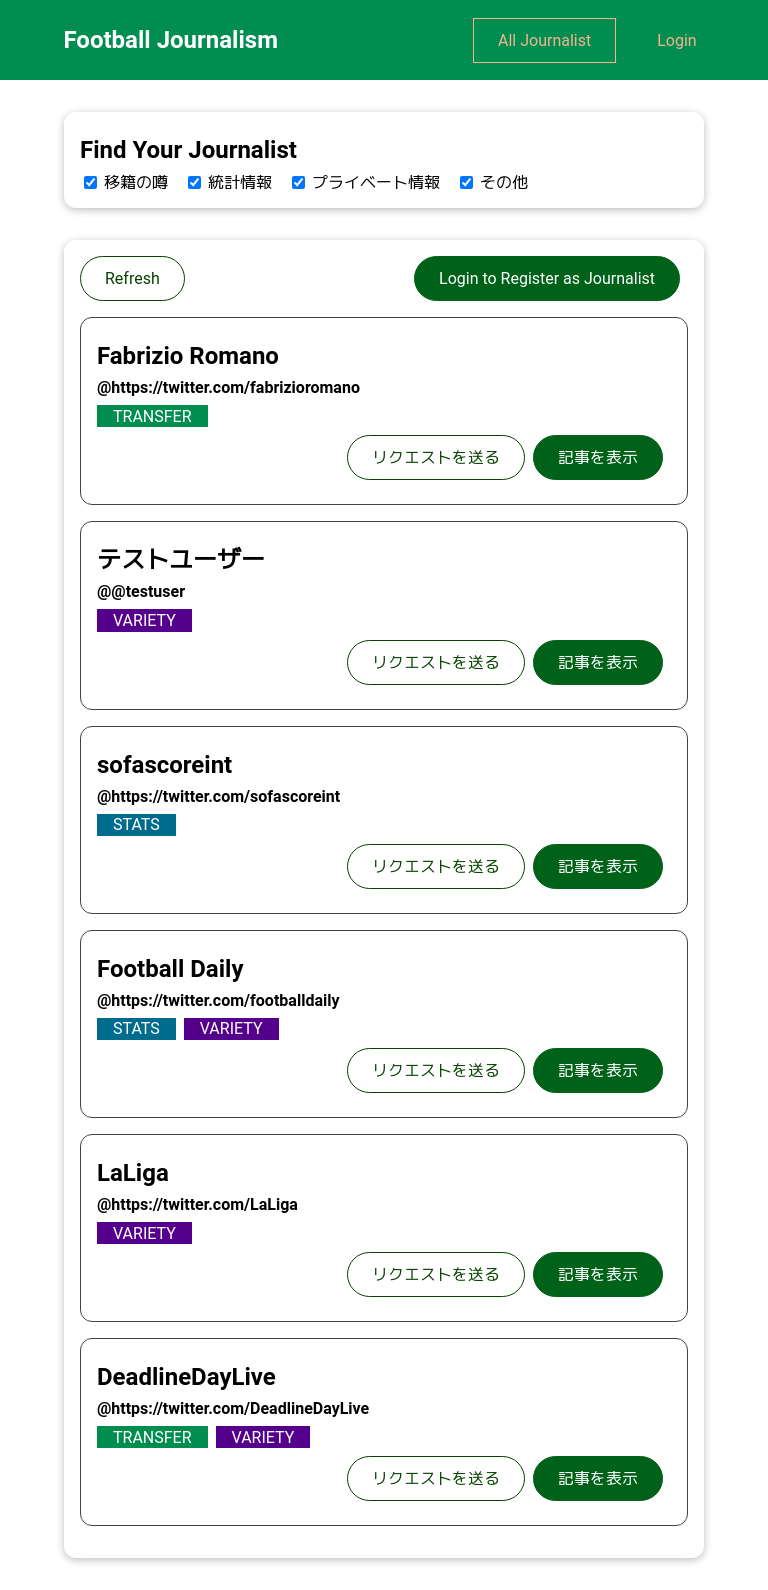 Football Journalism
All Journalist
Login
Find Your Journalist
移籍の噂 統計情報 プライベート情報 その他
Refresh
Login to Register as Journalist
Fabrizio Romano
@https://twitter.com/fabrizioromano
TRANSFER
リクエストを送る 記事を表示
テストユーザー
@@testuser
VARIETY
リクエストを送る 記事を表示
sofascoreint
@https://twitter.com/sofascoreint
STATS
リクエストを送る 記事を表示
Football Daily
@https://twitter.com/footballdaily
STATS VARIETY
リクエストを送る 記事を表示
LaLiga
@https://twitter.com/LaLiga
VARIETY
リクエストを送る 記事を表示
DeadlineDayLive
@https://twitter.com/DeadlineDayLive
TRANSFER VARIETY
リクエストを送る 記事を表示